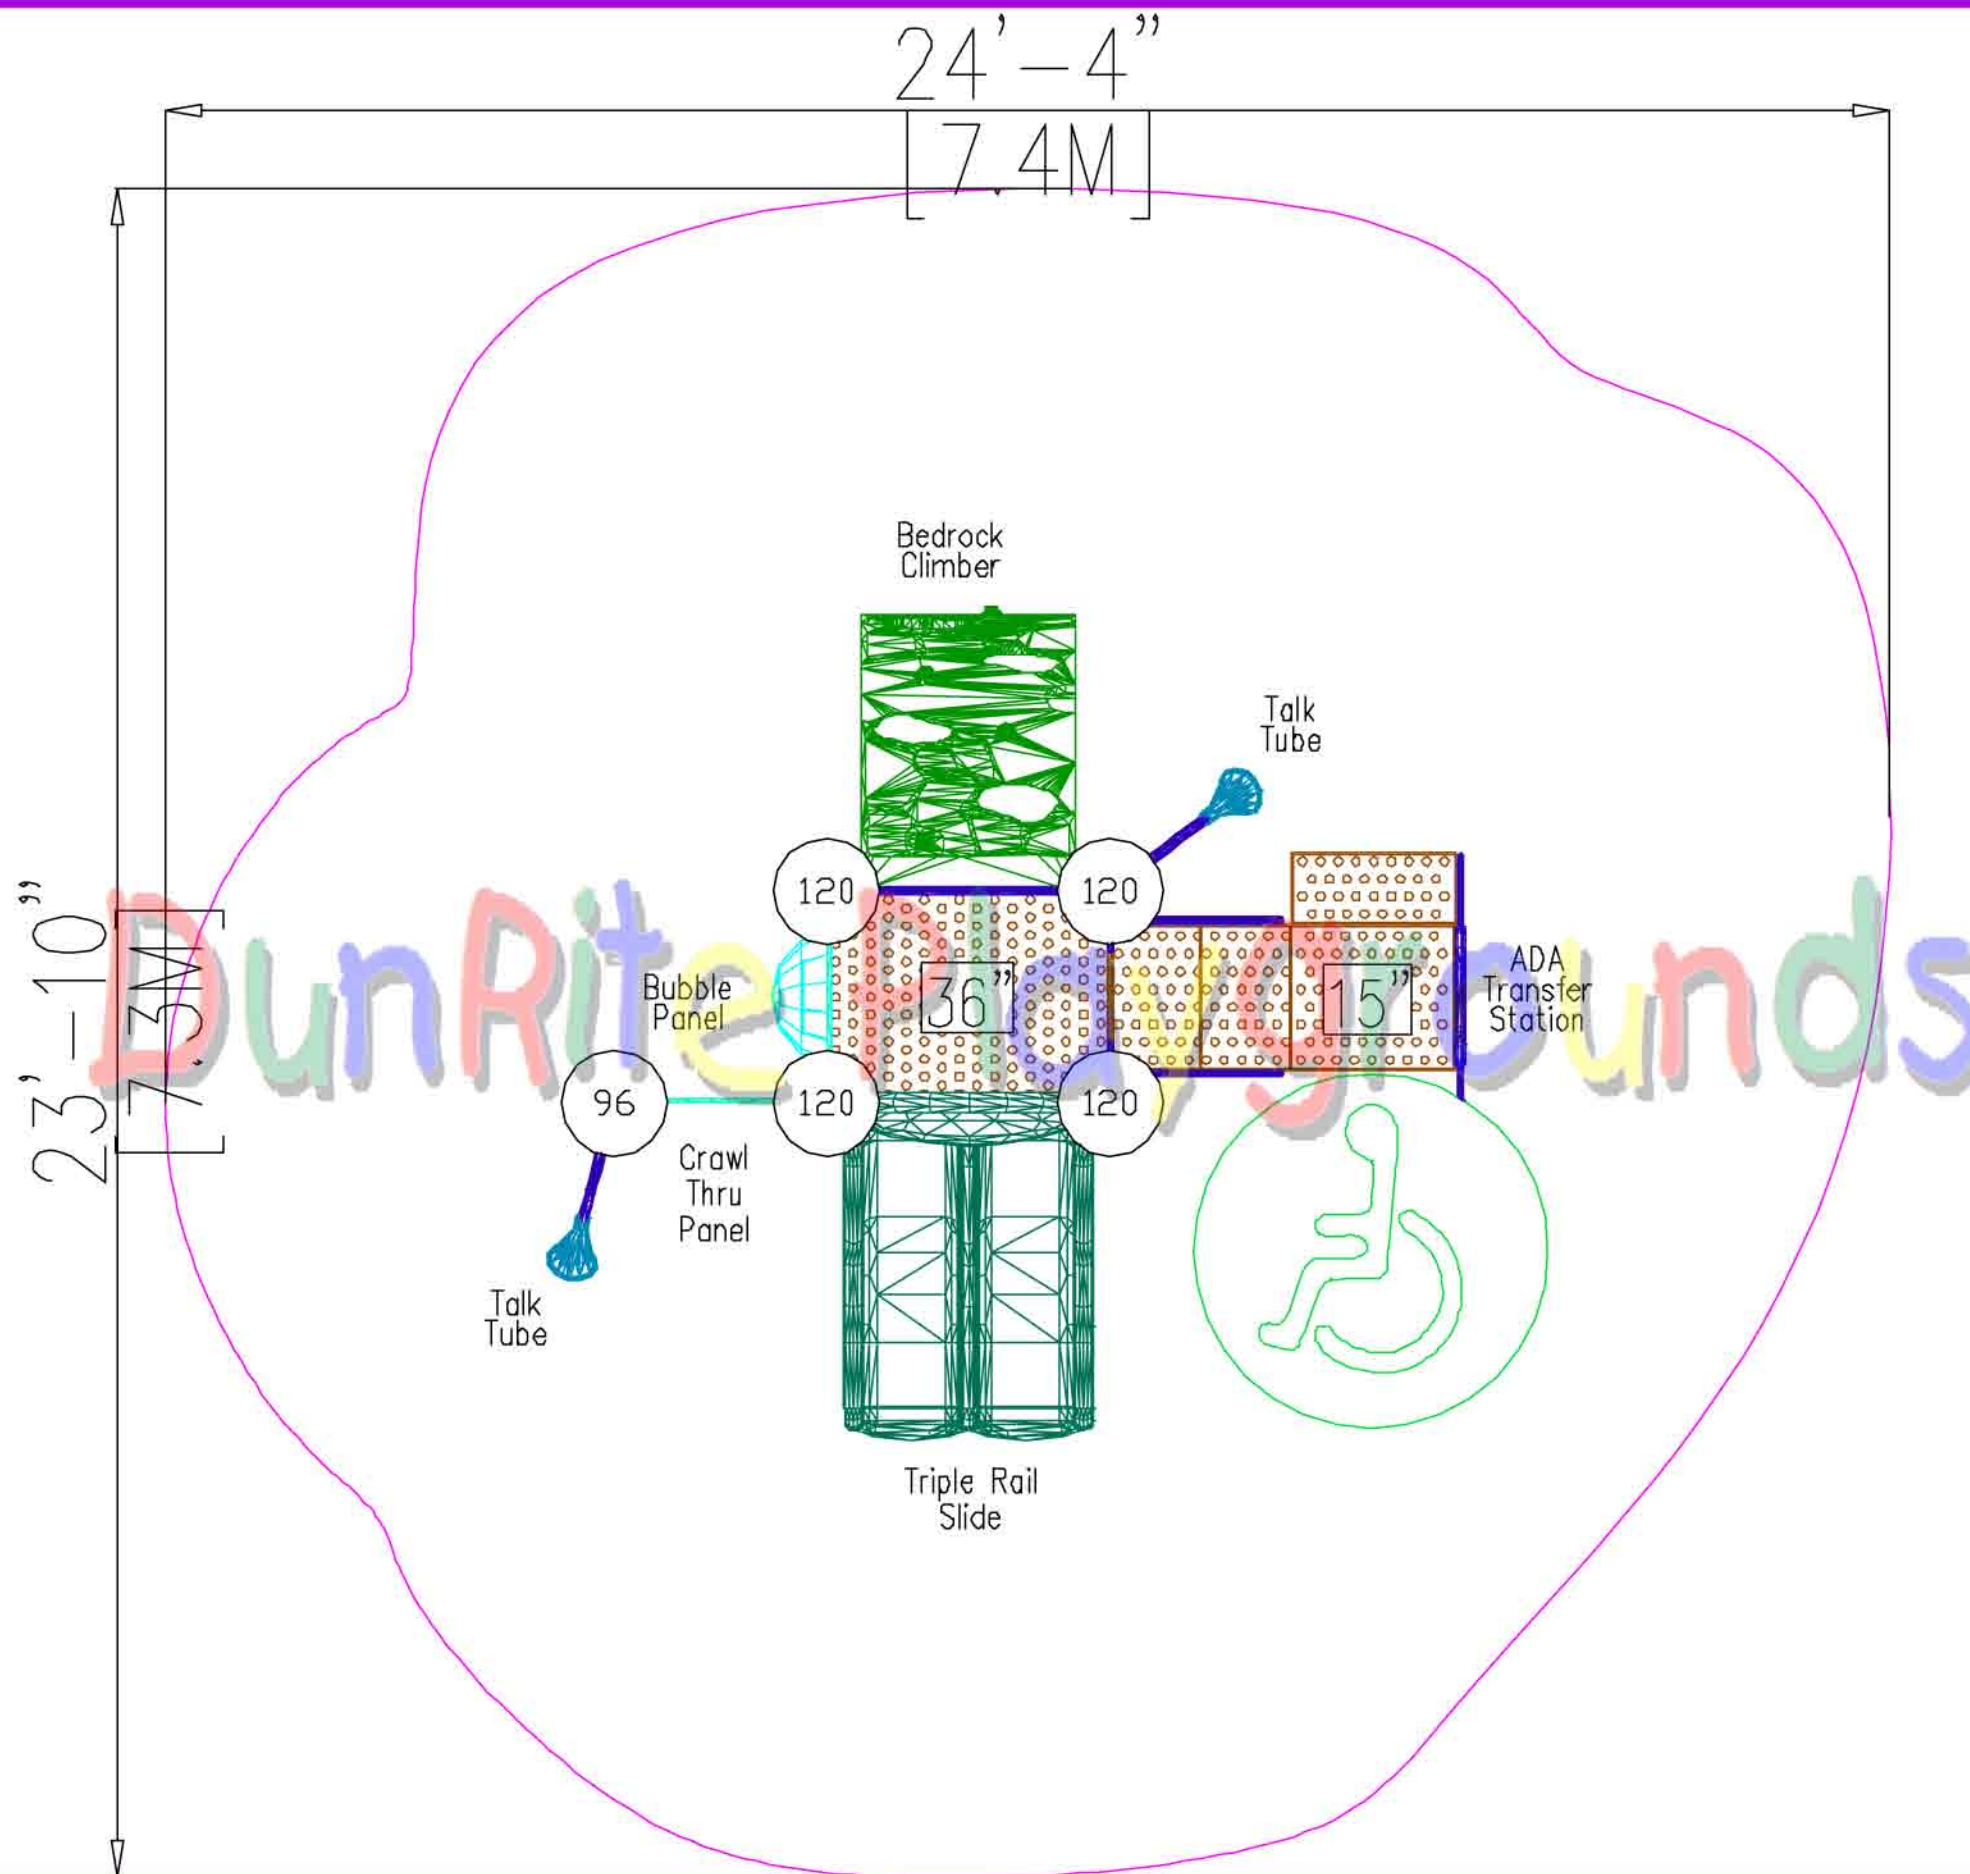 24'-4"
[7.4M]
Bedrock
Climber
Talk
Tube
120
120
23'-10"
[7.3M]
DunRite Playgrounds
Bubble
Panel
36"
15"
ADA
Transfer
Station
96
120
120
Crawl
Thru
Panel
Talk
Tube
Triple Rail
Slide